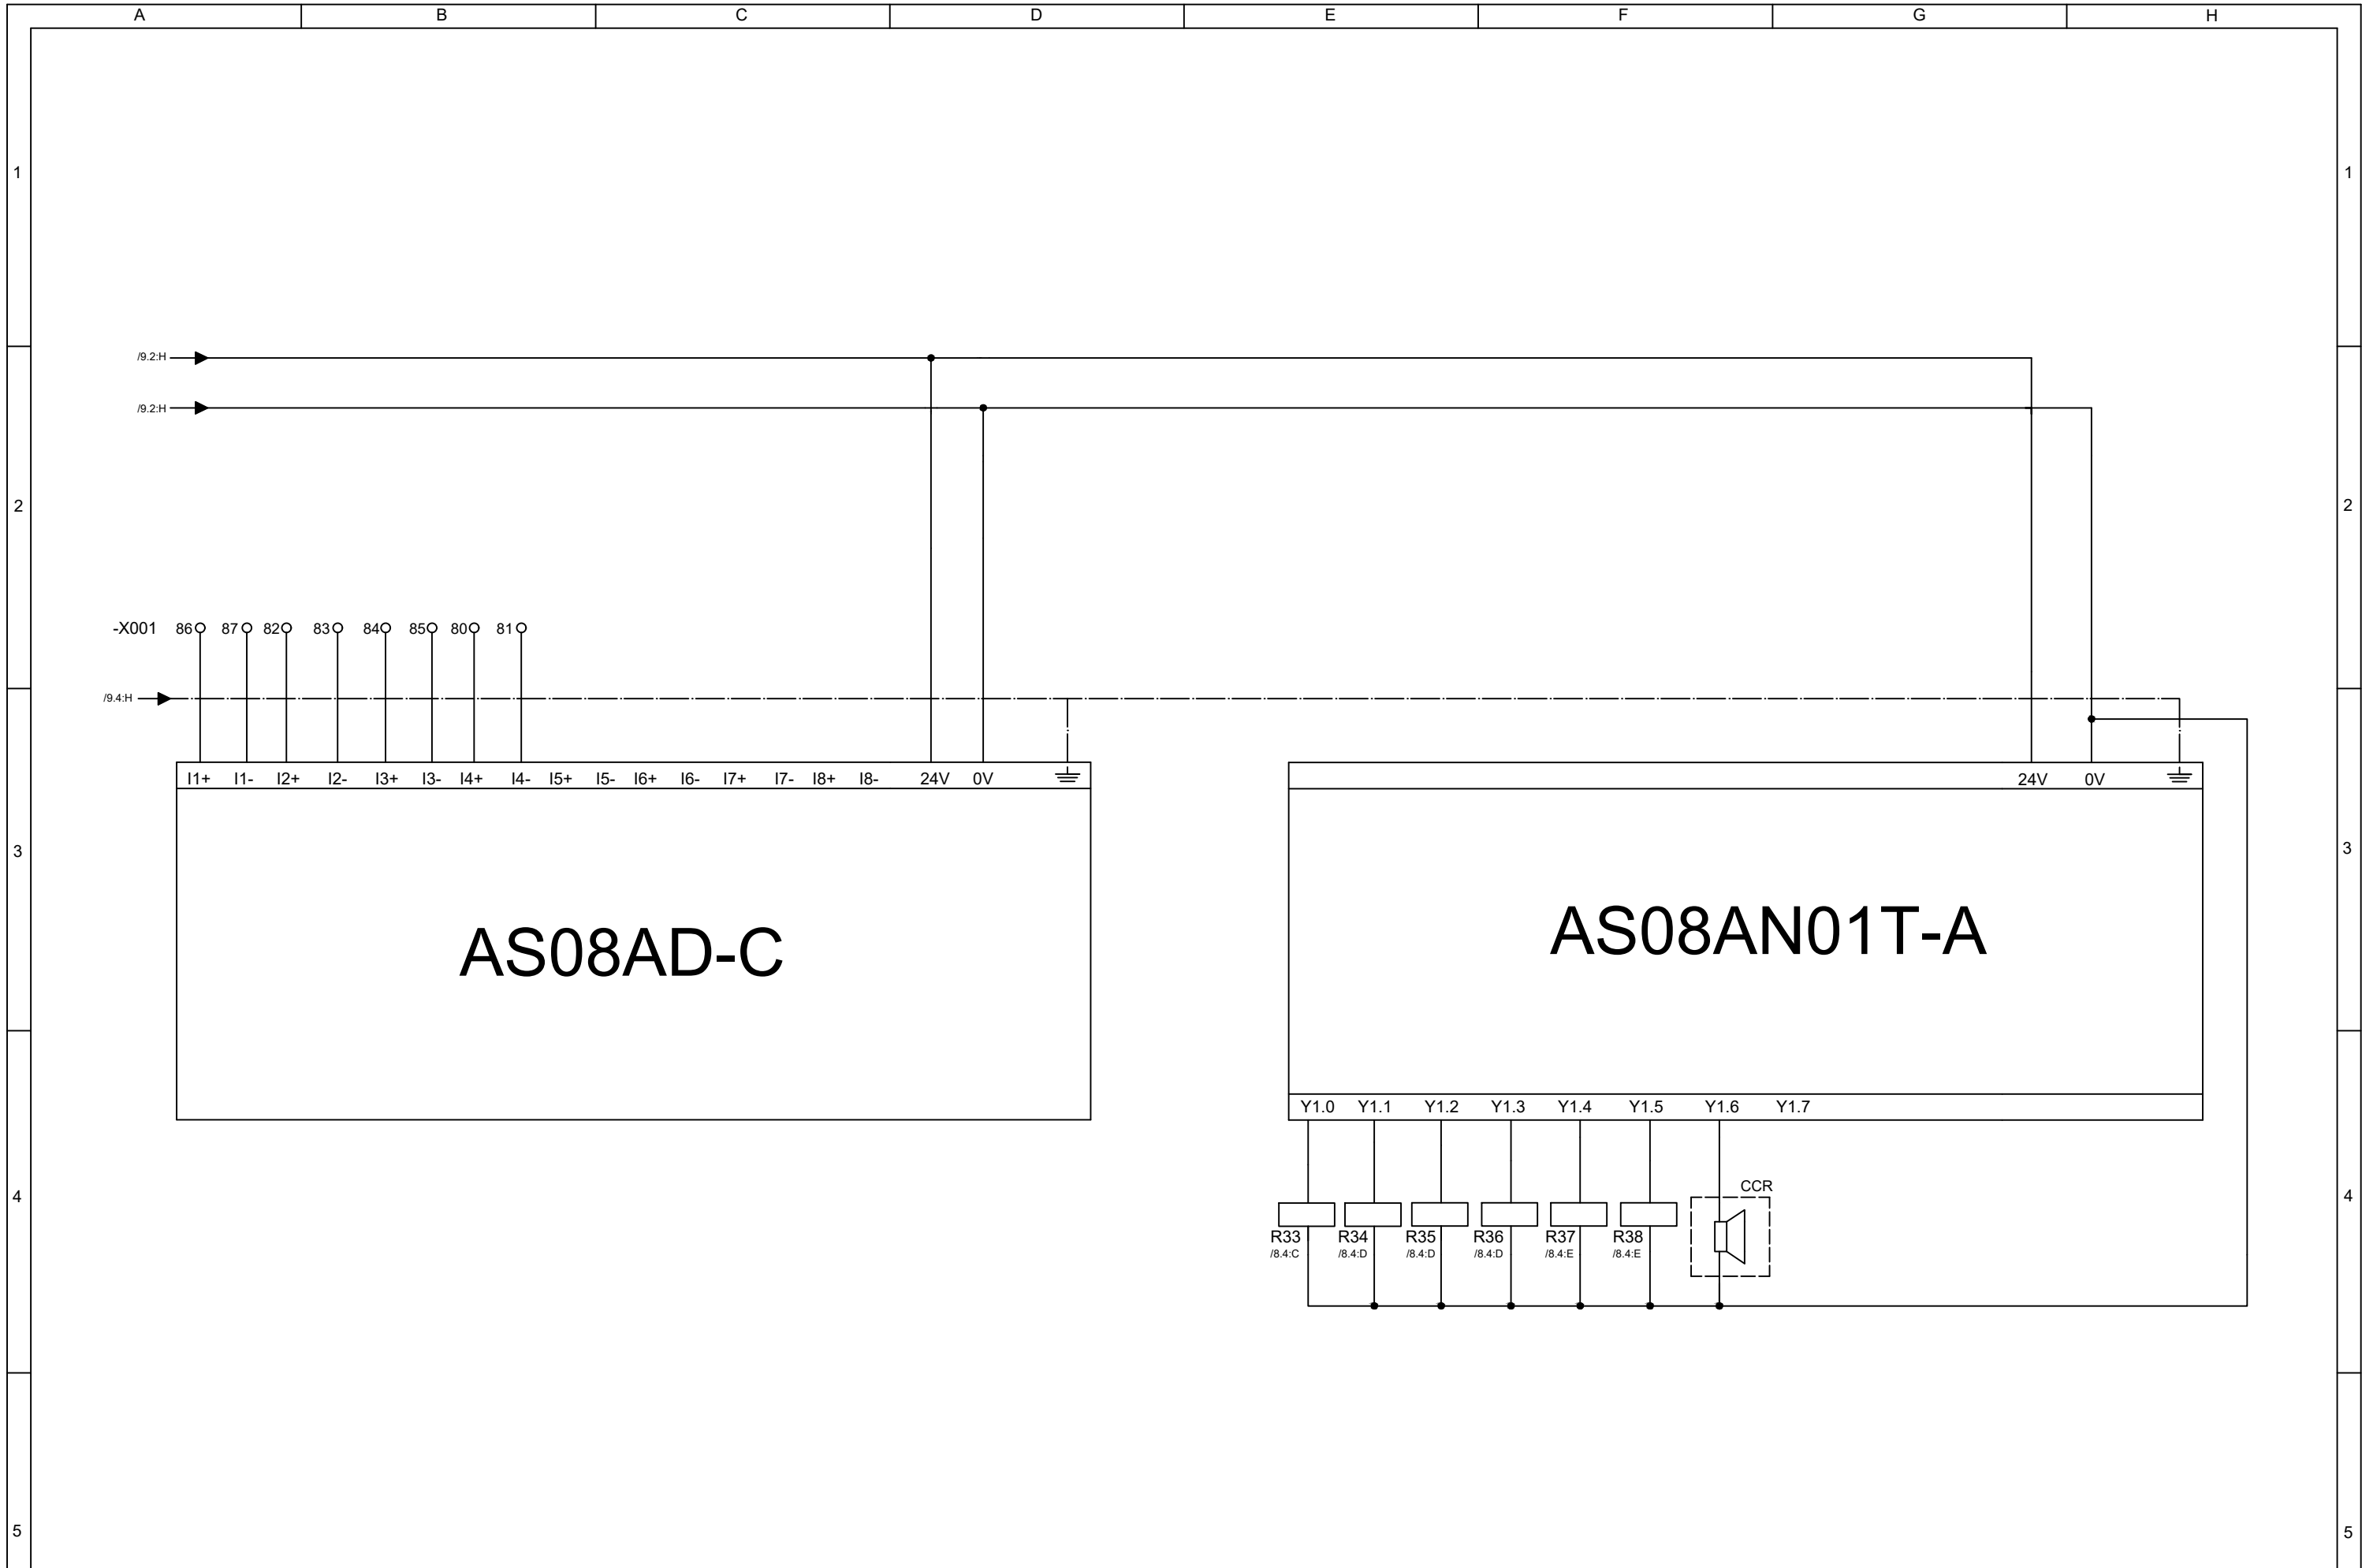 A B C D E F G H
1 1
/9.2:H
/9.2:H
2 2
-X001 86 87 82 83 84 85 80 81
/9.4:H
I1+ I1- I2+ I2- I3+ I3- I4+ I4- I5+ I5- I6+ I6- I7+ I7- I8+ I8- 24V 0V
24V 0V
3 3
AS08AD-C
AS08AN01T-A
Y1.0 Y1.1 Y1.2 Y1.3 Y1.4 Y1.5 Y1.6 Y1.7
4 4
CCR
R33 R34 R35 R36 R37 R38
/8.4:C /8.4:D /8.4:D /8.4:D /8.4:E /8.4:E
5 5